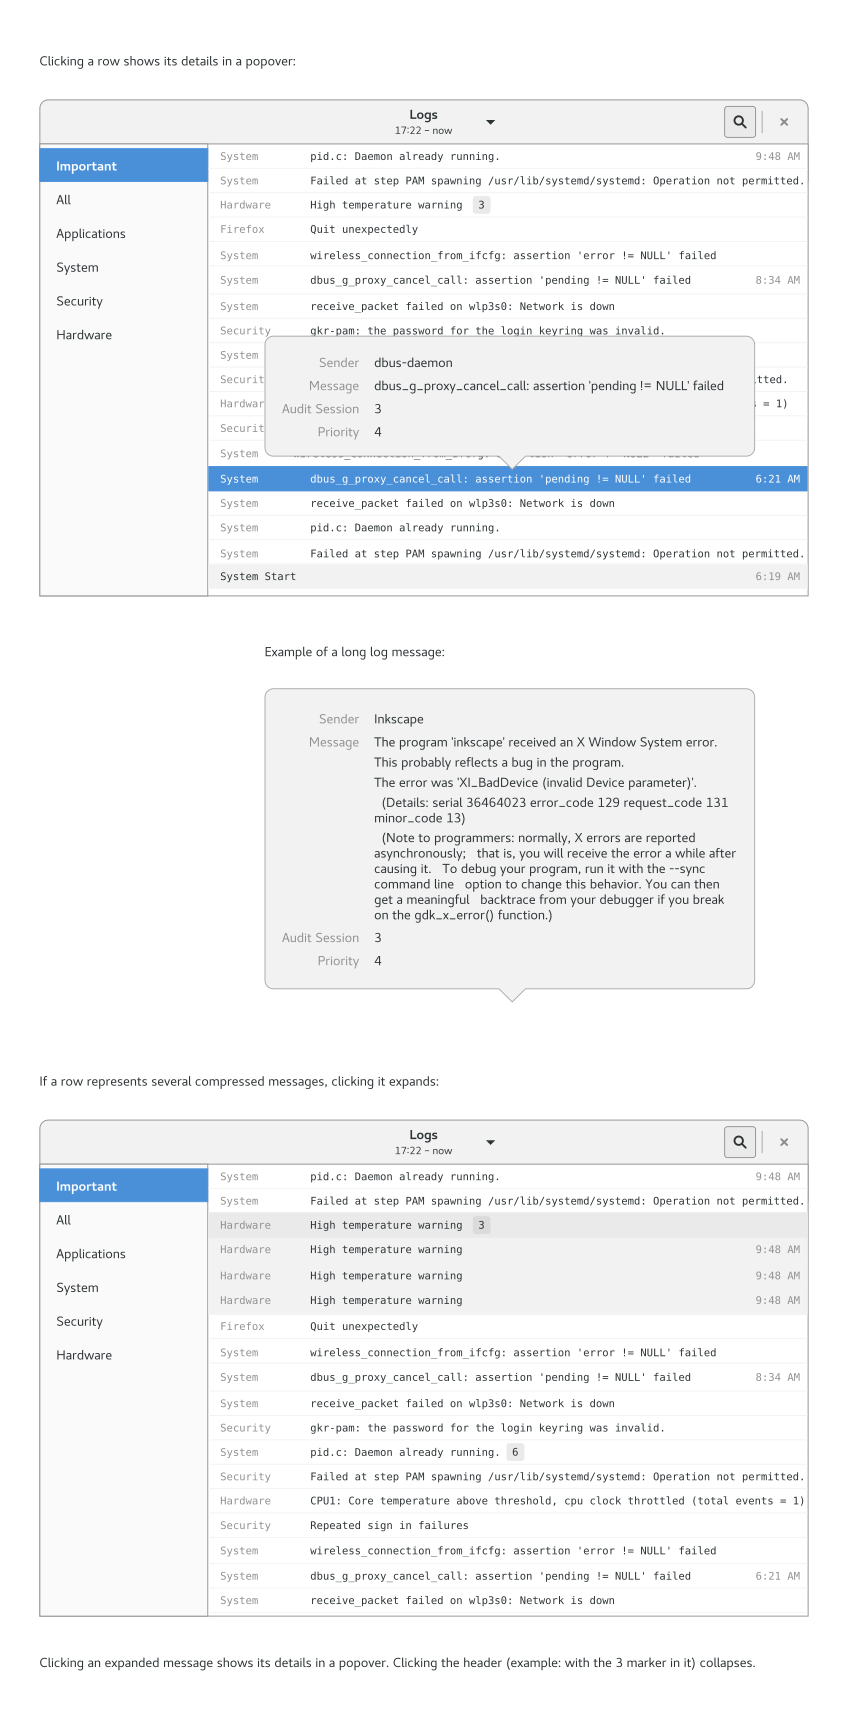 Clicking a row shows its details in a popover:
Logs
17:22 – now
Important
All
Applications
System
Security
Hardware
System pid.c: Daemon already running. 9:48 AM
System Failed at step PAM spawning /usr/lib/systemd/systemd: Operation not permitted.
Hardware High temperature warning 3
Firefox Quit unexpectedly
System wireless_connection_from_ifcfg: assertion 'error != NULL' failed
System dbus_g_proxy_cancel_call: assertion 'pending != NULL' failed 8:34 AM
System receive_packet failed on wlp3s0: Network is down
Security gkr-pam: the password for the login keyring was invalid.
System
Securit tted.
Hardwar = 1)
Securit
System
Sender dbus-daemon
Message dbus_g_proxy_cancel_call: assertion 'pending != NULL' failed
Audit Session 3
Priority 4
System dbus_g_proxy_cancel_call: assertion 'pending != NULL' failed 6:21 AM
System receive_packet failed on wlp3s0: Network is down
System pid.c: Daemon already running.
System Failed at step PAM spawning /usr/lib/systemd/systemd: Operation not permitted.
System Start 6:19 AM
Example of a long log message:
Sender Inkscape
Message The program 'inkscape' received an X Window System error.
This probably reflects a bug in the program.
The error was 'XI_BadDevice (invalid Device parameter)'.
(Details: serial 36464023 error_code 129 request_code 131
minor_code 13)
(Note to programmers: normally, X errors are reported
asynchronously; that is, you will receive the error a while after
causing it. To debug your program, run it with the --sync
command line option to change this behavior. You can then
get a meaningful backtrace from your debugger if you break
on the gdk_x_error() function.)
Audit Session 3
Priority 4
If a row represents several compressed messages, clicking it expands:
Logs
17:22 – now
Important
All
Applications
System
Security
Hardware
System pid.c: Daemon already running. 9:48 AM
System Failed at step PAM spawning /usr/lib/systemd/systemd: Operation not permitted.
Hardware High temperature warning 3
Hardware High temperature warning 9:48 AM
Hardware High temperature warning 9:48 AM
Hardware High temperature warning 9:48 AM
Firefox Quit unexpectedly
System wireless_connection_from_ifcfg: assertion 'error != NULL' failed
System dbus_g_proxy_cancel_call: assertion 'pending != NULL' failed 8:34 AM
System receive_packet failed on wlp3s0: Network is down
Security gkr-pam: the password for the login keyring was invalid.
System pid.c: Daemon already running. 6
Security Failed at step PAM spawning /usr/lib/systemd/systemd: Operation not permitted.
Hardware CPU1: Core temperature above threshold, cpu clock throttled (total events = 1)
Security Repeated sign in failures
System wireless_connection_from_ifcfg: assertion 'error != NULL' failed
System dbus_g_proxy_cancel_call: assertion 'pending != NULL' failed 6:21 AM
System receive_packet failed on wlp3s0: Network is down
Clicking an expanded message shows its details in a popover. Clicking the header (example: with the 3 marker in it) collapses.